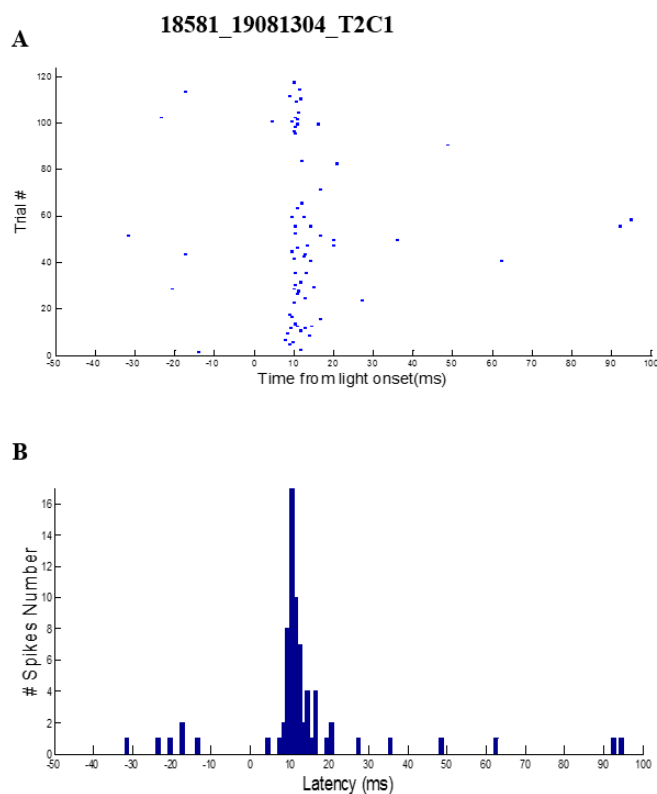 18581_19081304_T2C1
A
120
100
80
60
40
20
0
Trial #
-50 -40 -30 -20 -10 0 10 20 30 40 50 60 70 80 90 100
Time from light onset(ms)
B
16
14
12
10
8
6
4
2
0
# Spikes Number
-50 -40 -30 -20 -10 0 10 20 30 40 50 60 70 80 90 100
Latency (ms)